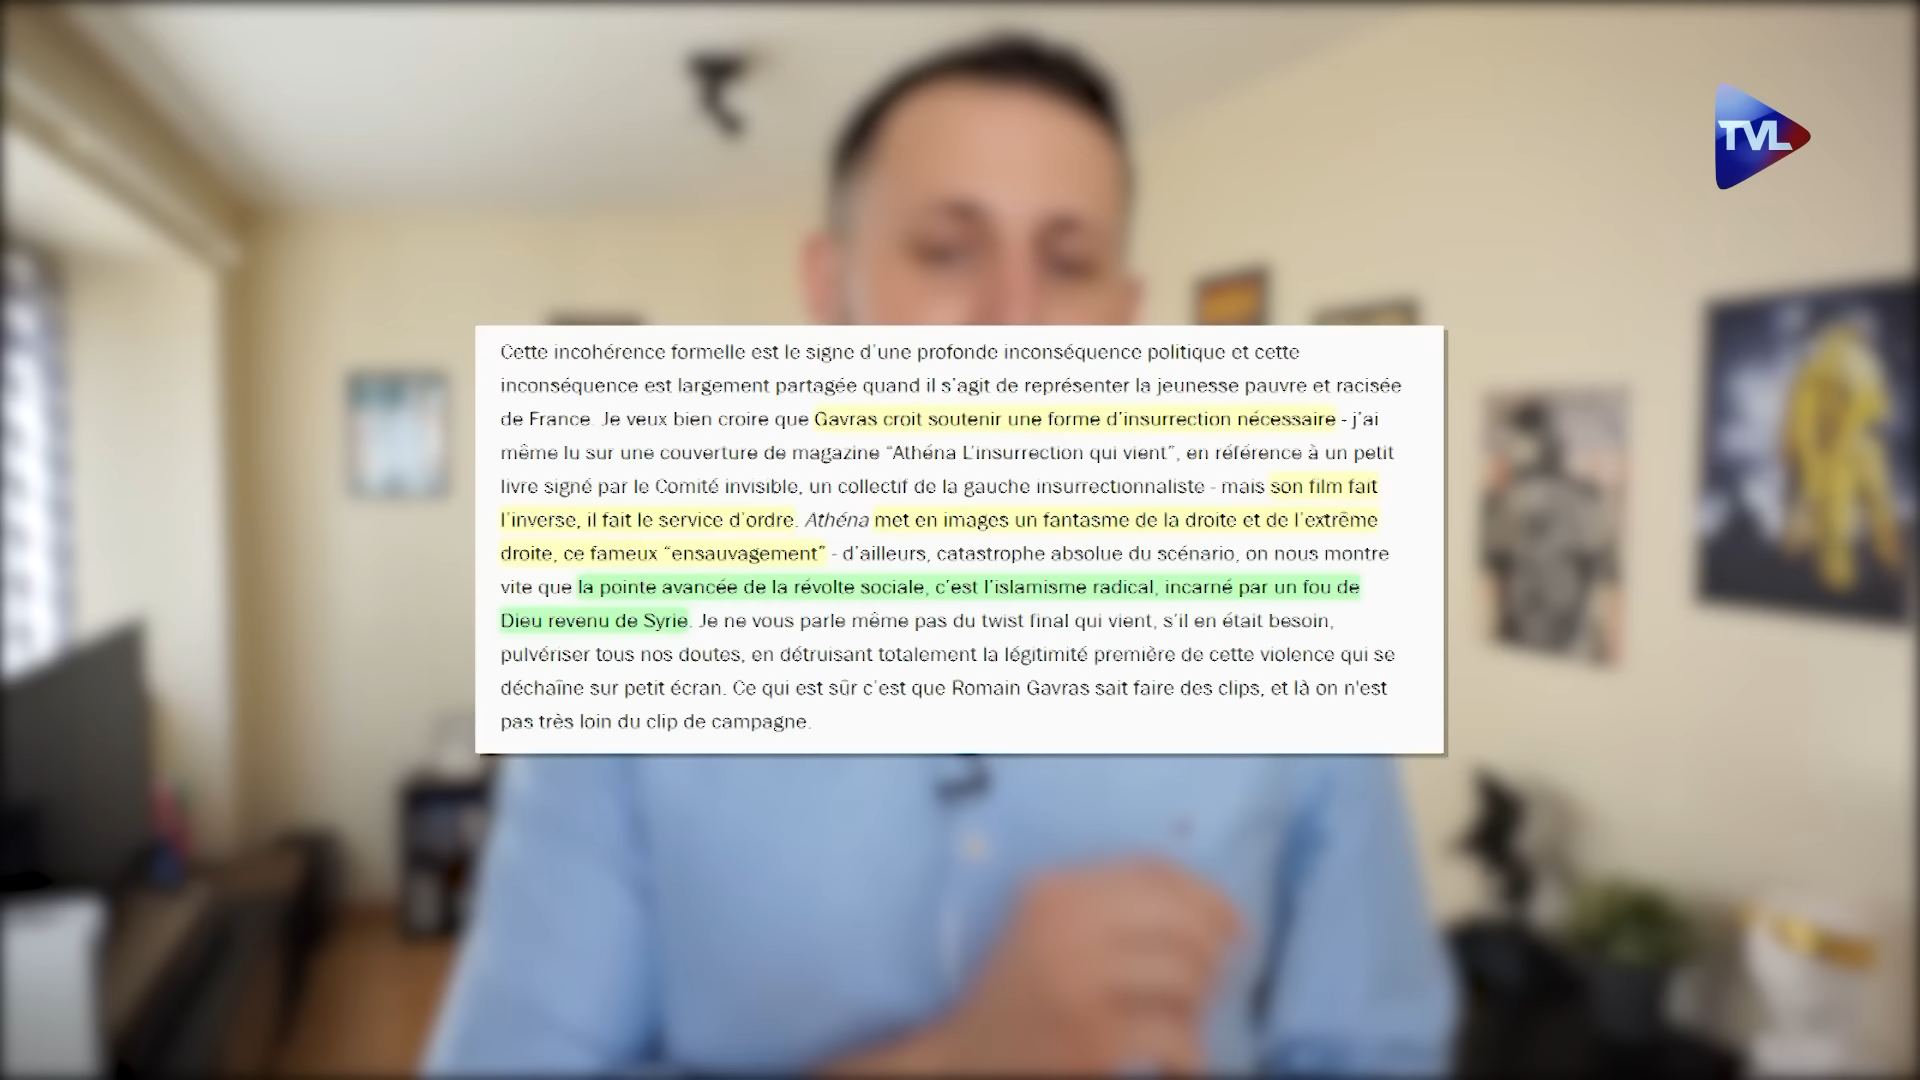 TVL
Cette incohérence formelle est le signe d'une profonde inconséquence politique et cette
inconséquence est largement partagée quand il s'agit de représenter la jeunesse pauvre et racisée
de France. Je veux bien croire que Gavras croit soutenir une forme d'insurrection nécessaire - j'ai
même lu sur une couverture de magazine “Athéna L'insurrection qui vient”, en référence à un petit
livre signé par le Comité invisible, un collectif de la gauche insurrectionnaliste - mais son film fait
l'inverse, il fait le service d'ordre. Athéna met en images un fantasme de la droite et de l'extrême
droite, ce fameux “ensauvagement” - d'ailleurs, catastrophe absolue du scénario, on nous montre
vite que la pointe avancée de la révolte sociale, c'est l'islamisme radical, incarné par un fou de
Dieu revenu de Syrie. Je ne vous parle même pas du twist final qui vient, s'il en était besoin,
pulvériser tous nos doutes, en détruisant totalement la légitimité première de cette violence qui se
déchaîne sur petit écran. Ce qui est sûr c'est que Romain Gavras sait faire des clips, et là on n'est
pas très loin du clip de campagne.